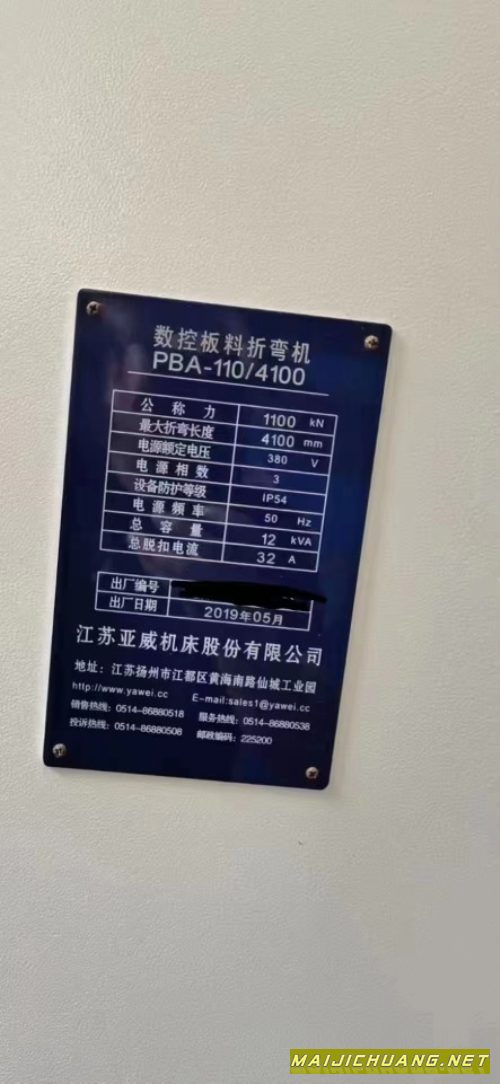 数控板料折弯机
PBA-110/4100
公称力 1100 kN
最大折弯长度 4100 mm
电源额定电压 380 V
电源相数 3
设备防护等级 IP54
电源频率 50 Hz
总容量 12 kVA
总脱扣电流 32 A
出厂编号
出厂日期 2019年05月
江苏亚威机床股份有限公司
地址：江苏扬州市江都区黄海南路仙城工业园
http://www.yawei.cc E-mail:sales1@yawei.cc
销售热线：0514-86880518 服务热线：0514-86880538
投诉热线：0514-86880508 邮政编码：225200
MAIJICHUANG.NET